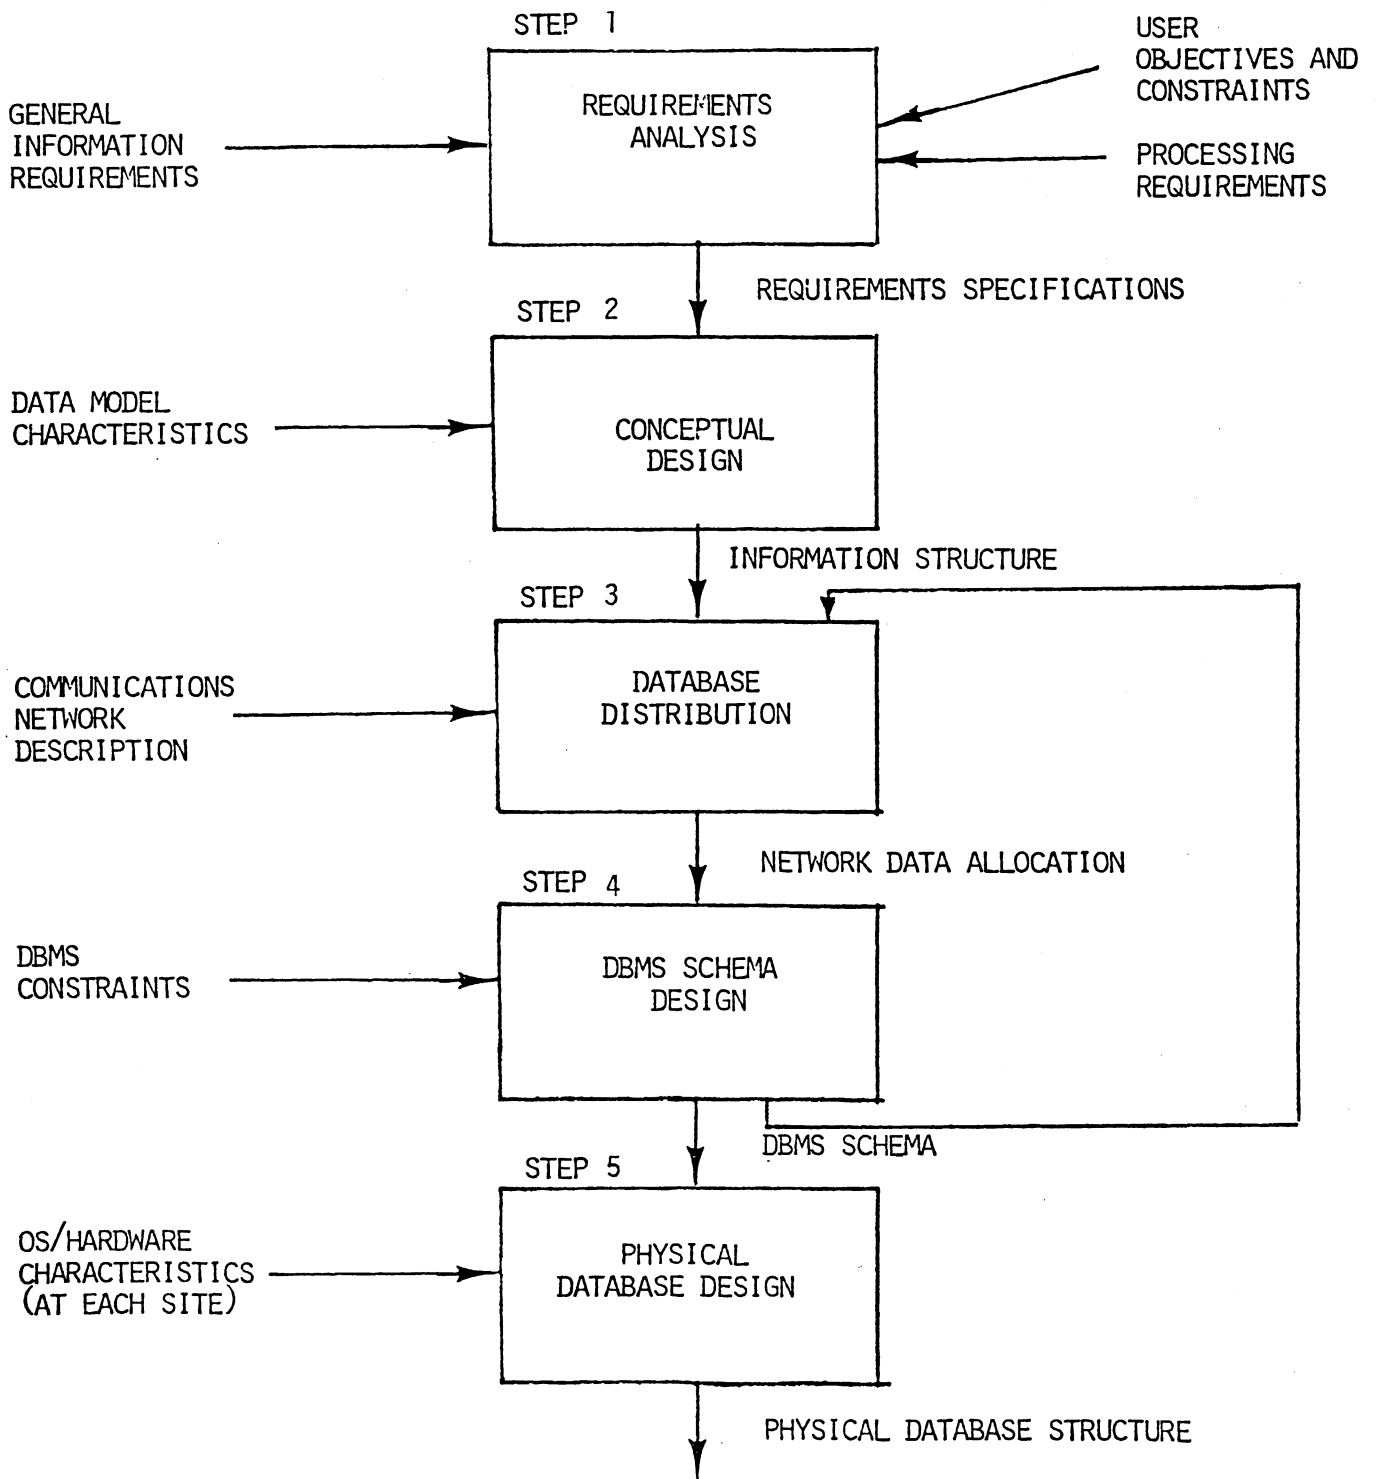 STEP 1
USER
OBJECTIVES AND
CONSTRAINTS
GENERAL
INFORMATION
REQUIREMENTS
REQUIREMENTS
ANALYSIS
PROCESSING
REQUIREMENTS
REQUIREMENTS SPECIFICATIONS
STEP 2
DATA MODEL
CHARACTERISTICS
CONCEPTUAL
DESIGN
INFORMATION STRUCTURE
STEP 3
COMMUNICATIONS
NETWORK
DESCRIPTION
DATABASE
DISTRIBUTION
NETWORK DATA ALLOCATION
STEP 4
DBMS
CONSTRAINTS
DBMS SCHEMA
DESIGN
DBMS SCHEMA
STEP 5
OS/HARDWARE
CHARACTERISTICS
(AT EACH SITE)
PHYSICAL
DATABASE DESIGN
PHYSICAL DATABASE STRUCTURE